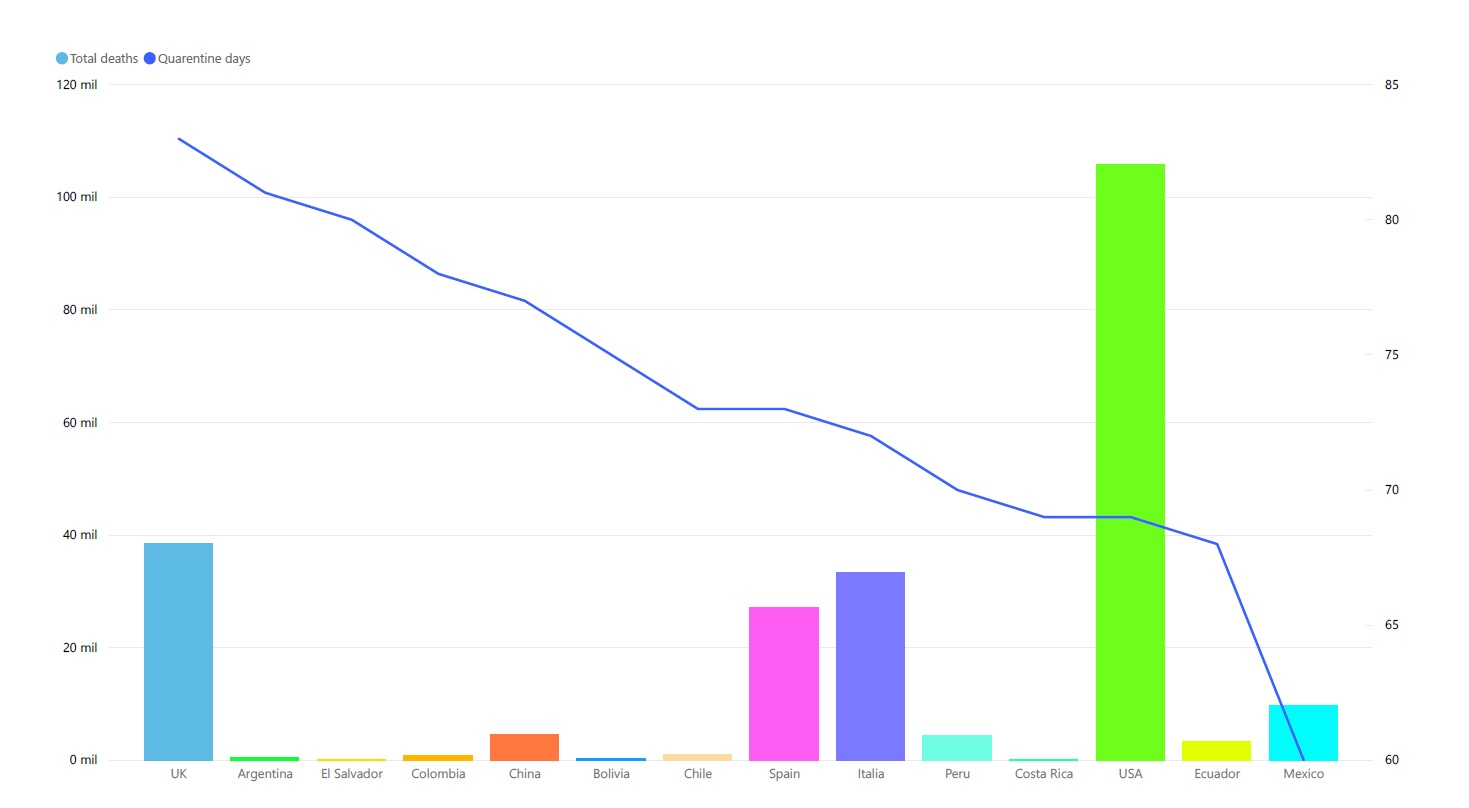 Total deaths Quarentine days
120 mil 85
100 mil
80
80 mil
75
60 mil
70
40 mil
65
20 mil
0 mil 60
UK Argentina El Salvador Colombia China Bolivia Chile Spain Italia Peru Costa Rica USA Ecuador Mexico